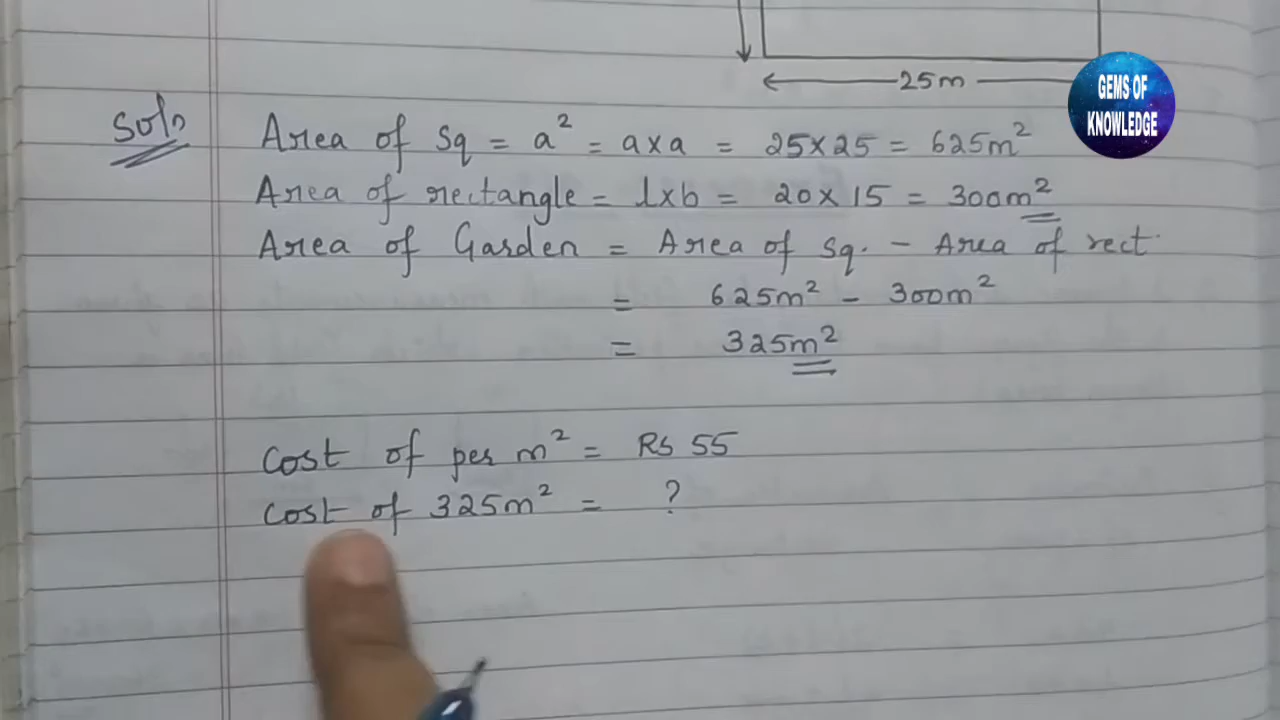 25m
GEMS OF
KNOWLEDGE
Soln
Area of sq = a² = a×a = 25×25 = 625m²
Area of rectangle = l×b = 20×15 = 300m²
Area of Garden = Area of sq. - Area of rect.
= 625m² - 300m²
= 325m²
Cost of per m² = Rs 55
Cost of 325m² = ?